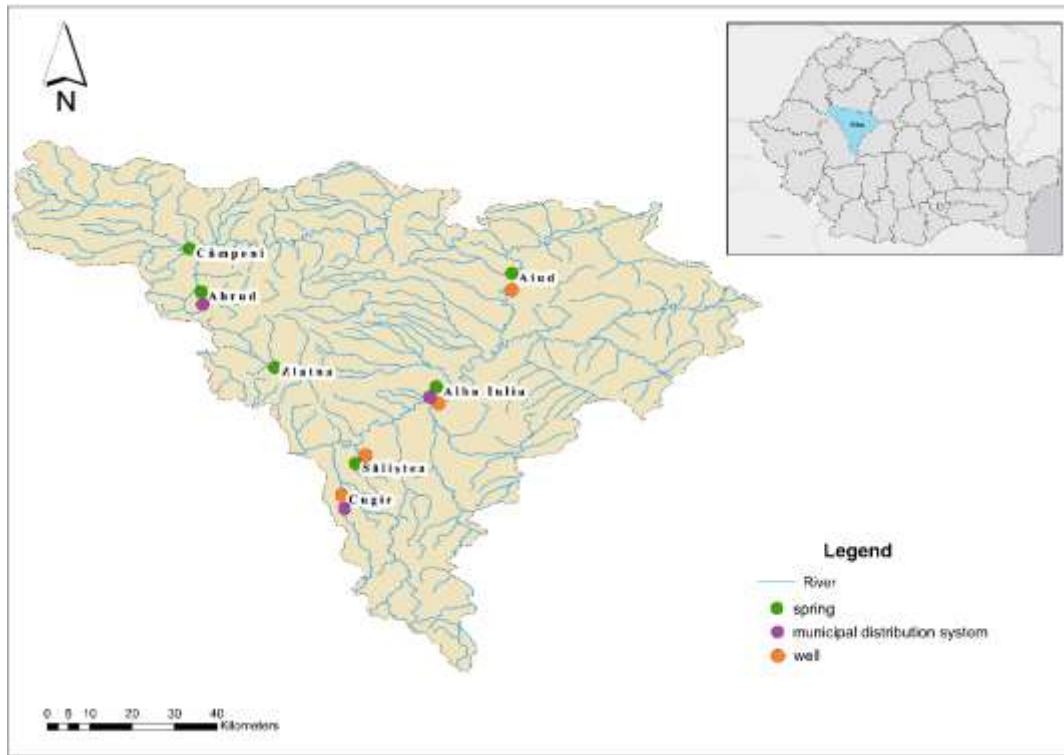 N
Câmpeni
Abrud
Zlatna
Aiud
Alba Iulia
Săliștea
Cugir
Legend
River
spring
municipal distribution system
well
0 5 10 20 30 40
Kilometers